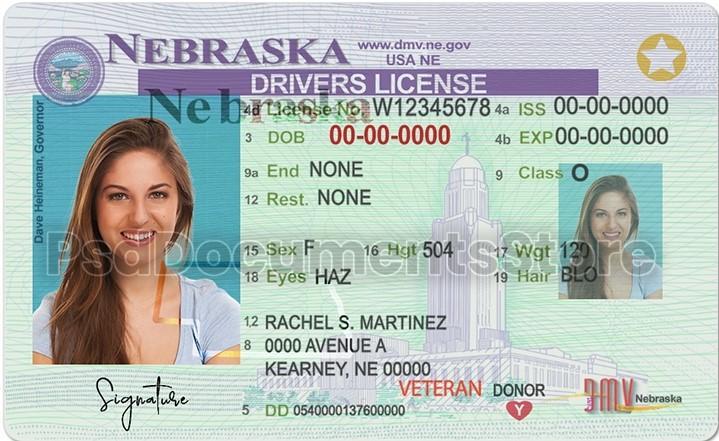 NEBRASKA
www.dmv.ne.gov
USA NE
DRIVERS LICENSE
Nebraska
4d License No. W12345678 4a ISS 00-00-0000
3 DOB 00-00-0000 4b EXP 00-00-0000
9a End NONE 9 Class O
12 Rest. NONE
Dave Heineman, Governor
PsdDocumentsStore
15 Sex F 16 Hgt 504 17 Wgt 120
18 Eyes HAZ 19 Hair BLO
1,2 RACHEL S. MARTINEZ
8 0000 AVENUE A
KEARNEY, NE 00000
VETERAN DONOR
Y
DMV Nebraska
Signature
5 DD 0540000137600000